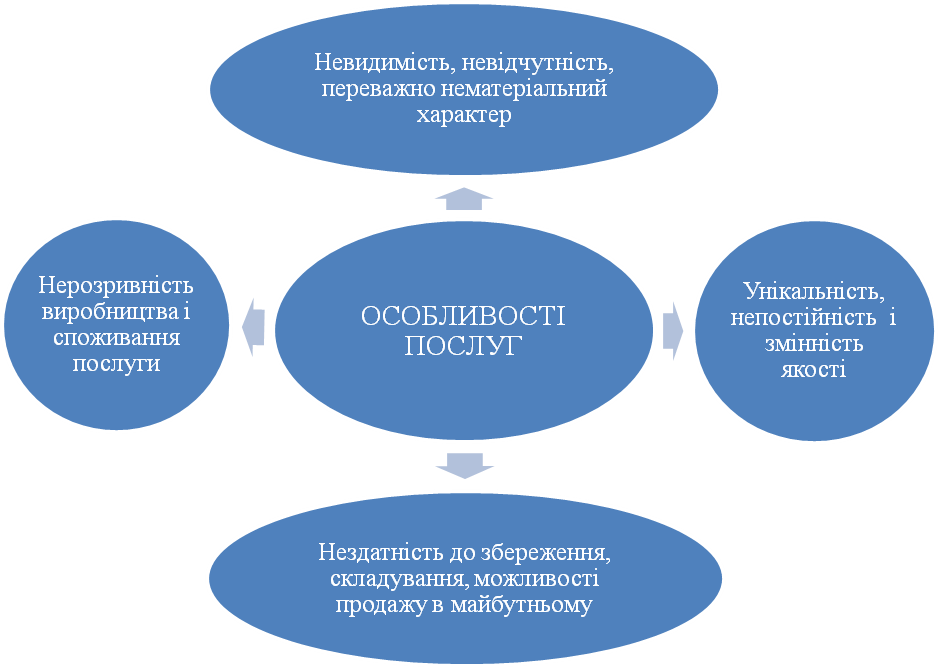 Невидимість, невідчутність,
переважно нематеріальний
характер
Нерозривність
виробництва і
споживання
послуги
ОСОБЛИВОСТІ
ПОСЛУГ
Унікальність,
непостійність і
змінність
якості
Нездатність до збереження,
складування, можливості
продажу в майбутньому